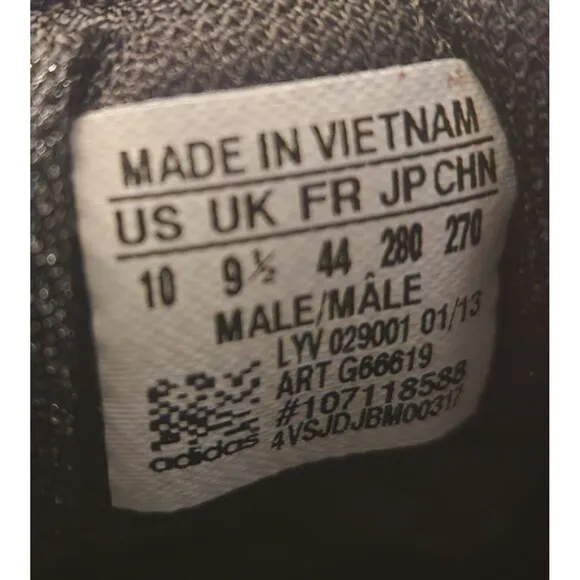 MADE IN VIETNAM
US UK FR JP CHN
10 9½ 44 280 270
MALE/MÂLE
LYV 029001 01/13
ART G66619
#107118588
adidas 4VSJDJBM00317